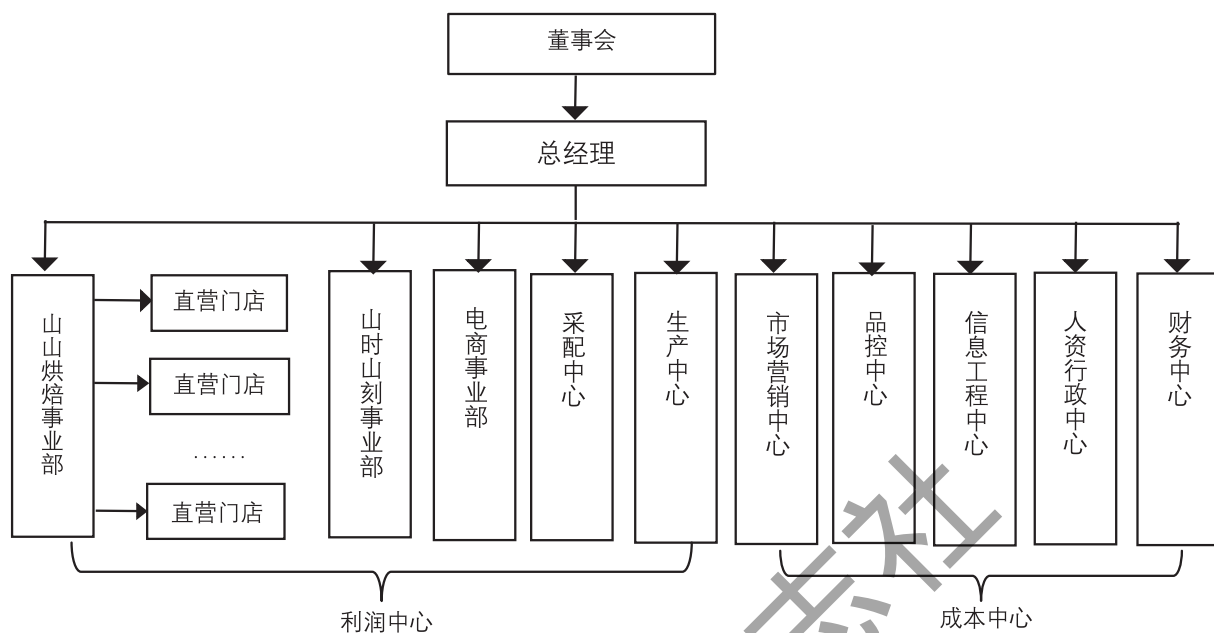 董事会
总经理
山山烘焙事业部
直营门店
直营门店
......
直营门店
山时山刻事业部
电商事业部
采配中心
生产中心
市场营销中心
品控中心
信息工程中心
人资行政中心
财务中心
利润中心
成本中心
志社